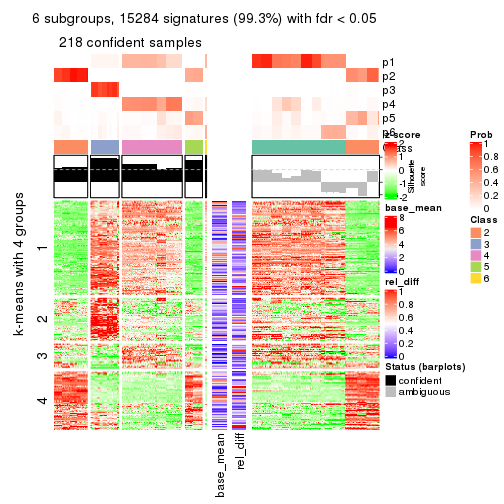 6 subgroups, 15284 signatures (99.3%) with fdr < 0.05
218 confident samples
p1
p2
p3
p4
p5
p6
Class
Silhouette
score
k-means with 4 groups
1
2
3
4
base_mean
rel_diff
z-score
2
1
0
-1
-2
base_mean
8
6
4
2
0
rel_diff
1
0.8
0.6
0.4
0.2
0
Status (barplots)
confident
ambiguous
Prob
1
0.8
0.6
0.4
0.2
0
Class
2
3
4
5
6